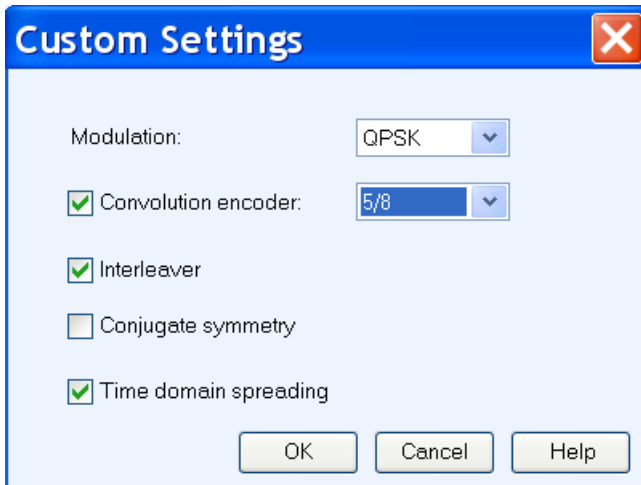 Custom Settings
Modulation: QPSK
Convolution encoder: 5/8
Interleaver
Conjugate symmetry
Time domain spreading
OK Cancel Help